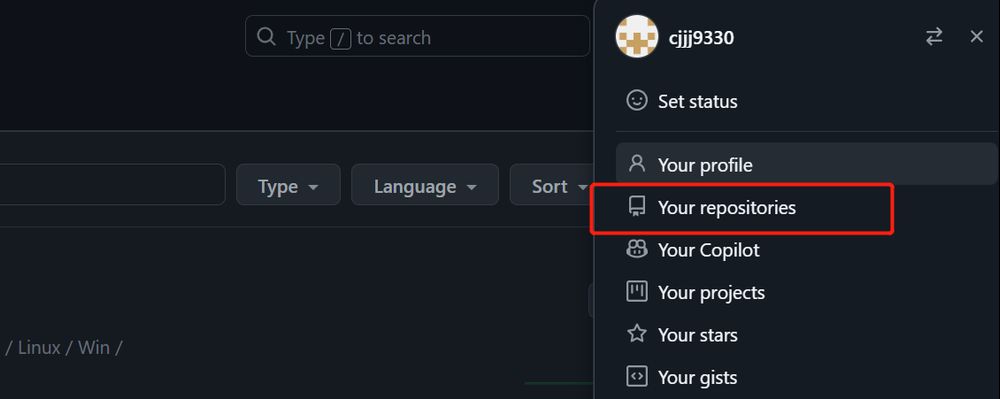 Type / to search
cjjj9330
Set status
Type
Language
Sort
Your profile
Your repositories
Your Copilot
Your projects
/ Linux / Win /
Your stars
Your gists